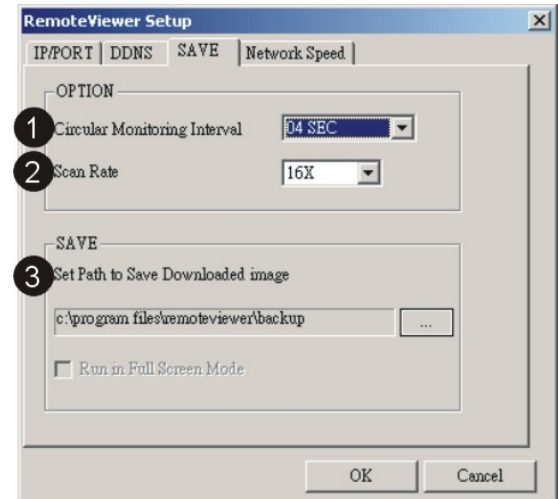 RemoteViewer Setup
IP/PORT DDNS SAVE Network Speed
OPTION
1 Circular Monitoring Interval 04 SEC
2 Scan Rate 16X
SAVE
3 Set Path to Save Downloaded image
c:\program files\remoteviewer\backup ...
Run in Full Screen Mode
OK Cancel